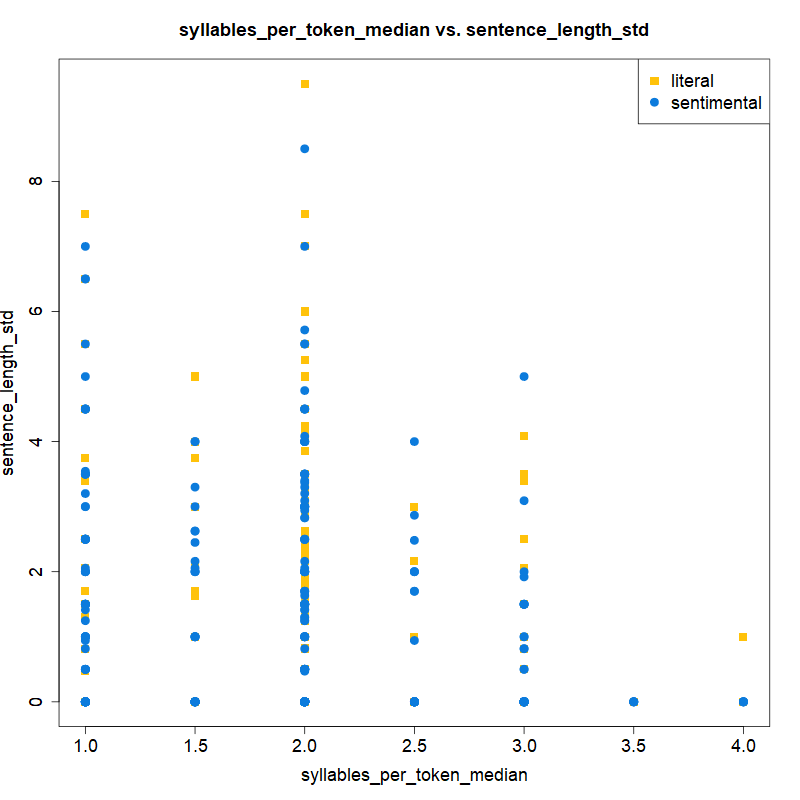 syllables_per_token_median vs. sentence_length_std
literal
sentimental
sentence_length_std
8
6
4
2
0
1.0 1.5 2.0 2.5 3.0 3.5 4.0
syllables_per_token_median